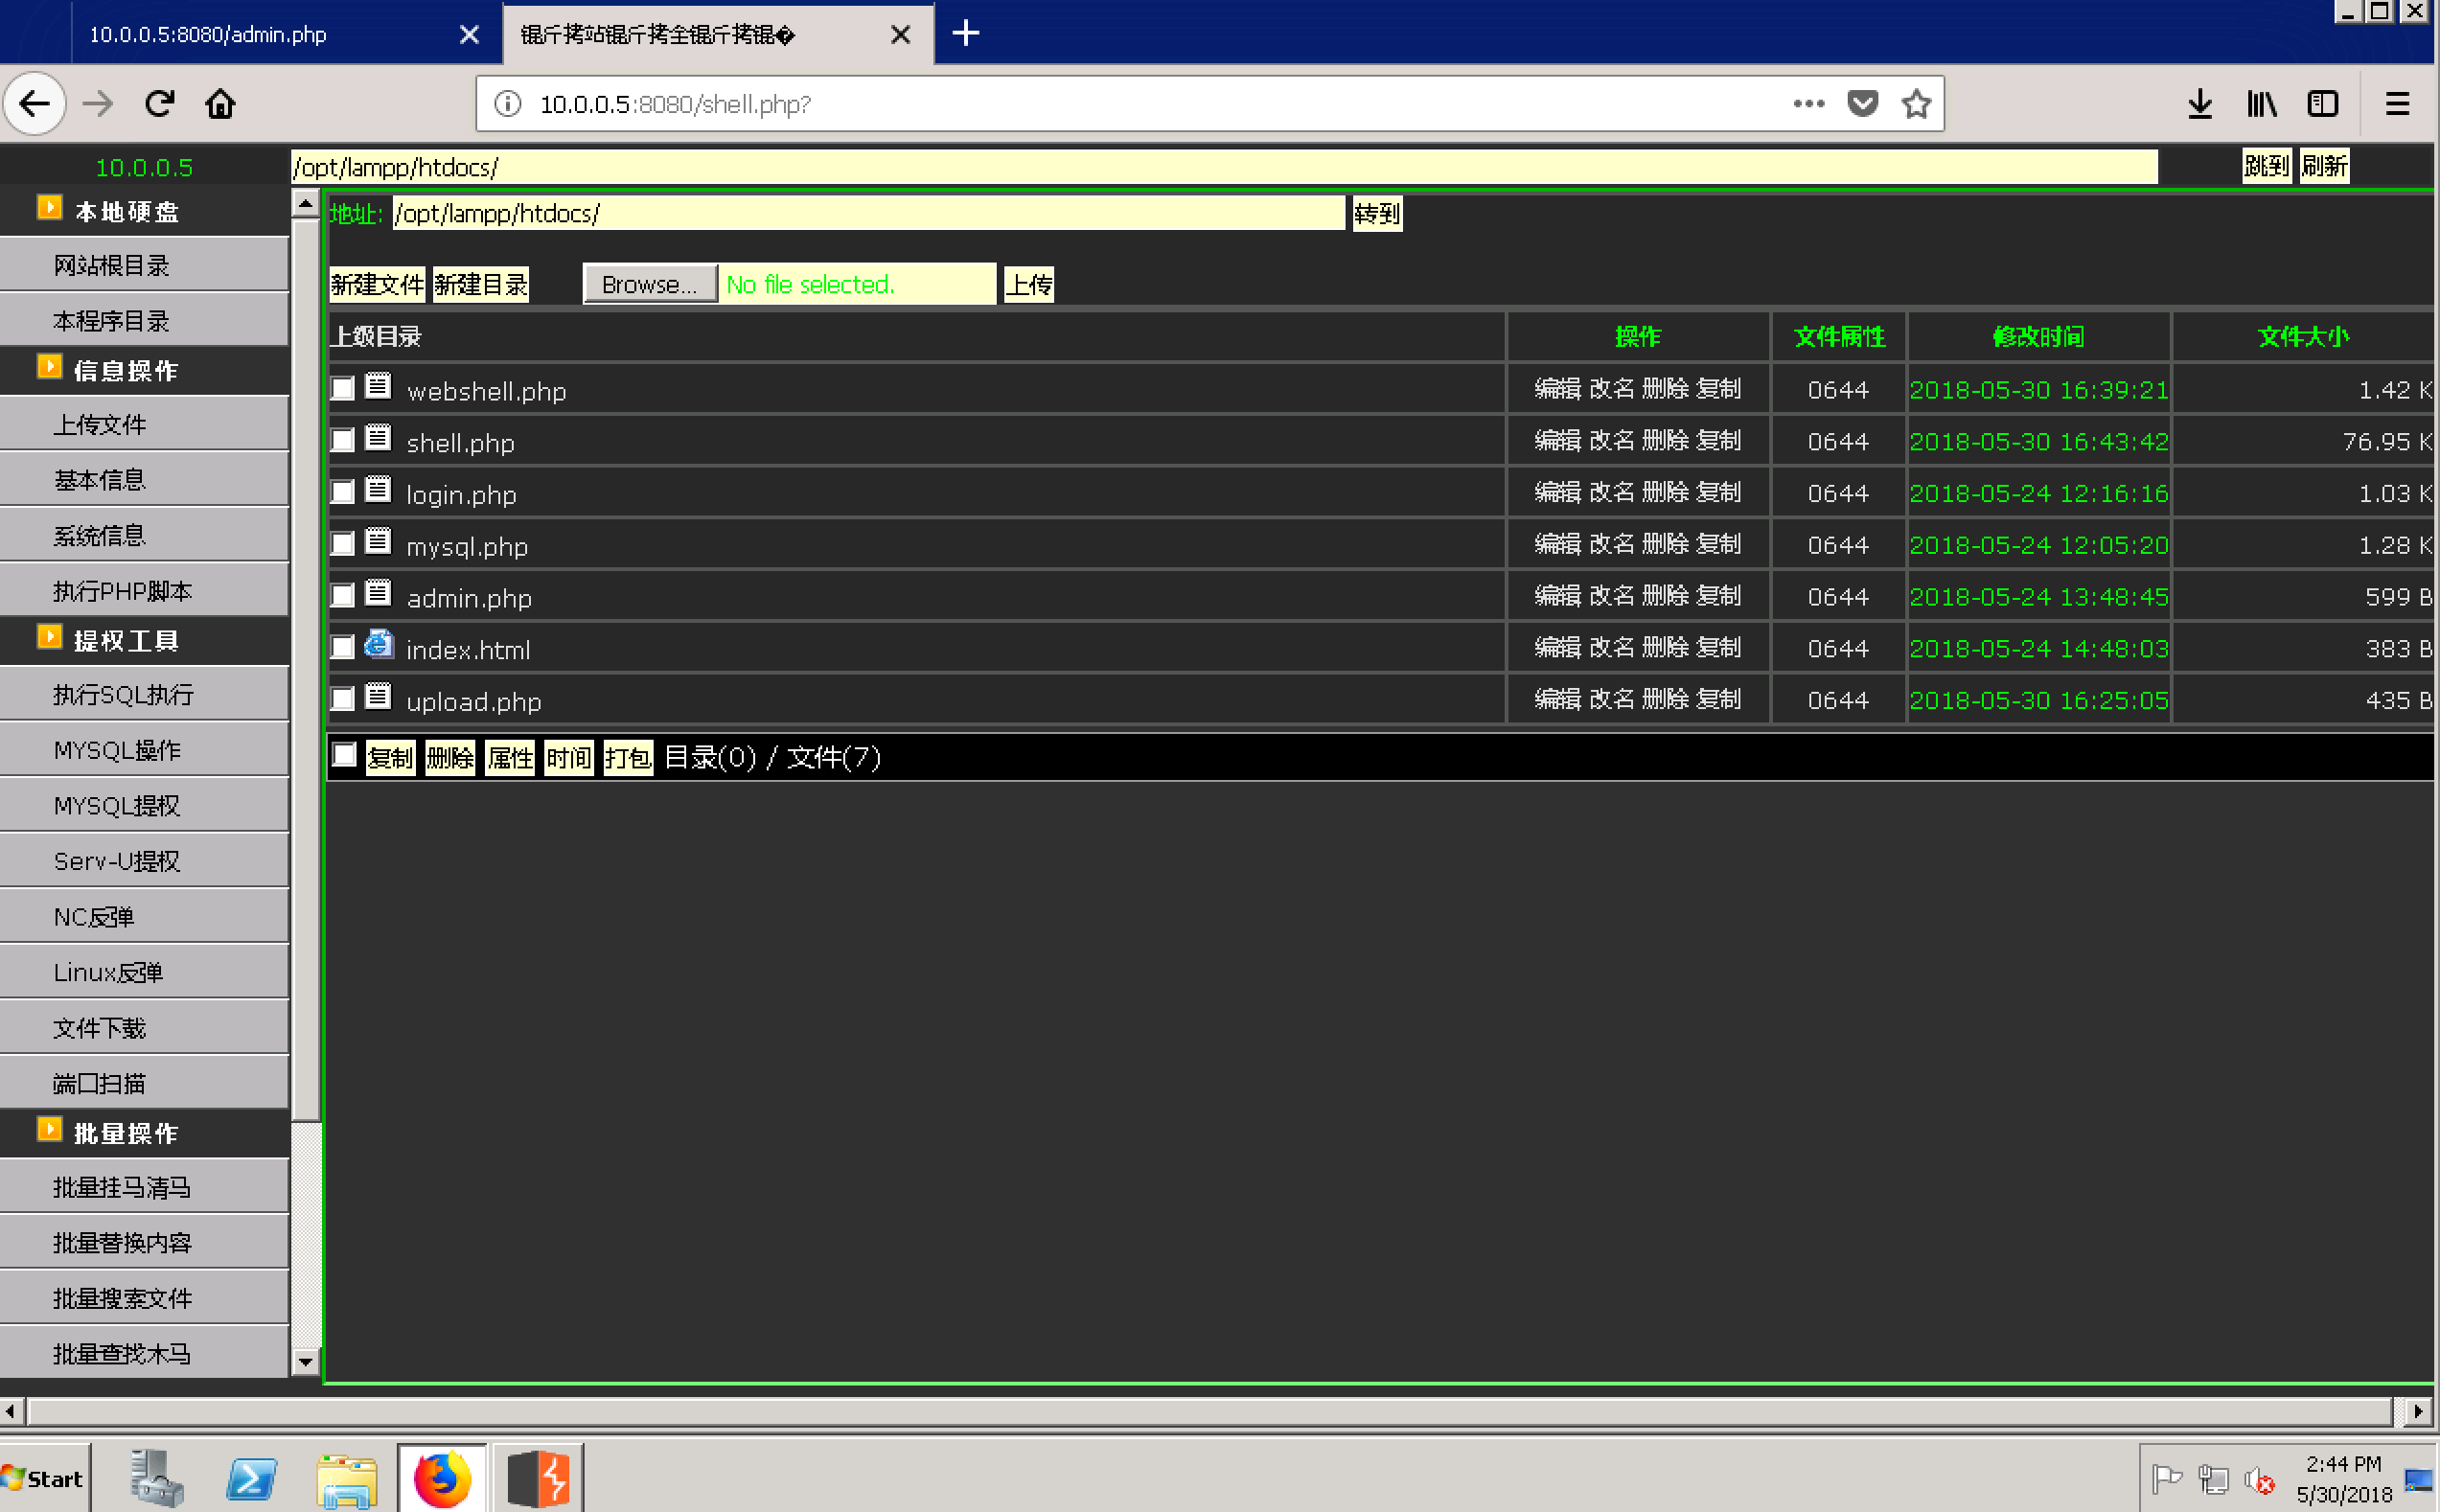 10.0.0.5:8080/admin.php
锟斤拷站锟斤拷全锟斤拷锟�
10.0.0.5:8080/shell.php?
10.0.0.5
/opt/lampp/htdocs/
跳到 刷新
本地硬盘
网站根目录
本程序目录
信息操作
上传文件
基本信息
系统信息
执行PHP脚本
提权工具
执行SQL执行
MYSQL操作
MYSQL提权
Serv-U提权
NC反弹
Linux反弹
文件下载
端口扫描
批量操作
批量挂马清马
批量替换内容
批量搜索文件
批量查找木马
地址: /opt/lampp/htdocs/ 转到
新建文件 新建目录 Browse... No file selected. 上传
上级目录 操作 文件属性 修改时间 文件大小
webshell.php 编辑 改名 删除 复制 0644 2018-05-30 16:39:21 1.42 K
shell.php 编辑 改名 删除 复制 0644 2018-05-30 16:43:42 76.95 K
login.php 编辑 改名 删除 复制 0644 2018-05-24 12:16:16 1.03 K
mysql.php 编辑 改名 删除 复制 0644 2018-05-24 12:05:20 1.28 K
admin.php 编辑 改名 删除 复制 0644 2018-05-24 13:48:45 599 B
index.html 编辑 改名 删除 复制 0644 2018-05-24 14:48:03 383 B
upload.php 编辑 改名 删除 复制 0644 2018-05-30 16:25:05 435 B
复制 删除 属性 时间 打包 目录(0) / 文件(7)
Start
2:44 PM
5/30/2018